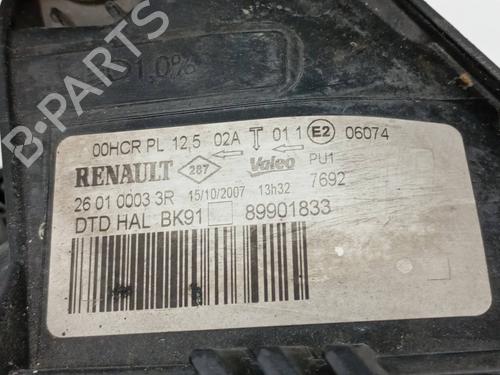 1,0%
00HCR PL 12,5 02A T 01 1 E2 06074
RENAULT 287 Valeo PU1
26 01 0003 3R 15/10/2007 13h32 7692
DTD HAL BK91 89901833
B-PARTS